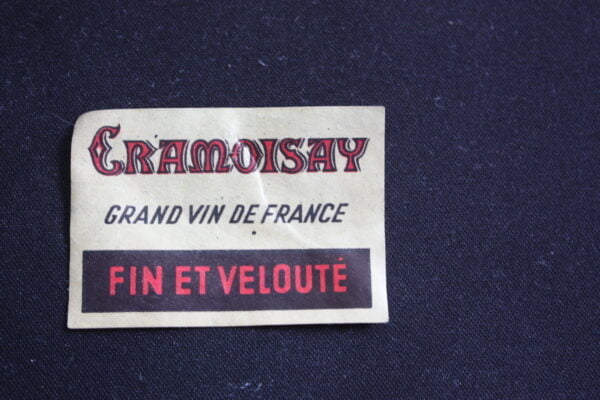 CRAMOISAY
GRAND VIN DE FRANCE
FIN ET VELOUTÉ